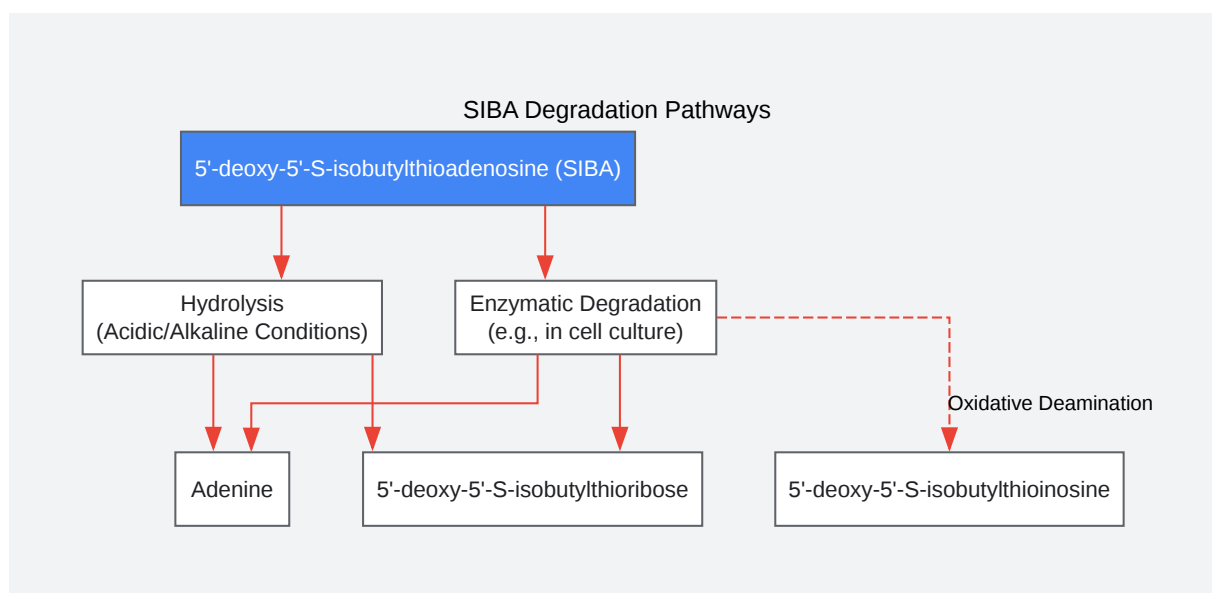 SIBA Degradation Pathways
5'-deoxy-5'-S-isobutylthioadenosine (SIBA)
Hydrolysis
(Acidic/Alkaline Conditions)
Enzymatic Degradation
(e.g., in cell culture)
Oxidative Deamination
Adenine
5'-deoxy-5'-S-isobutylthioribose
5'-deoxy-5'-S-isobutylthioinosine